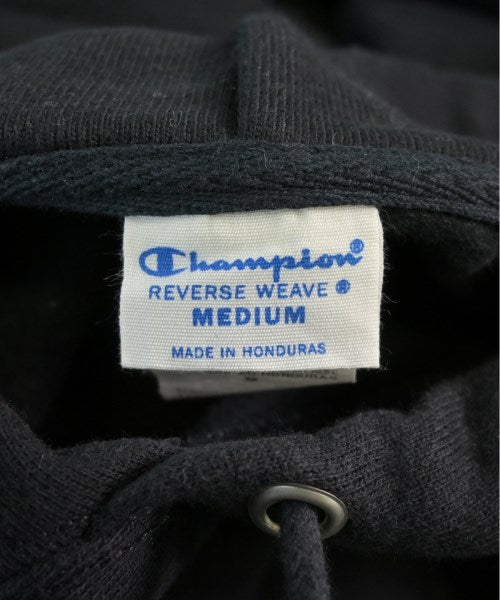 Champion®
REVERSE WEAVE®
MEDIUM
MADE IN HONDURAS